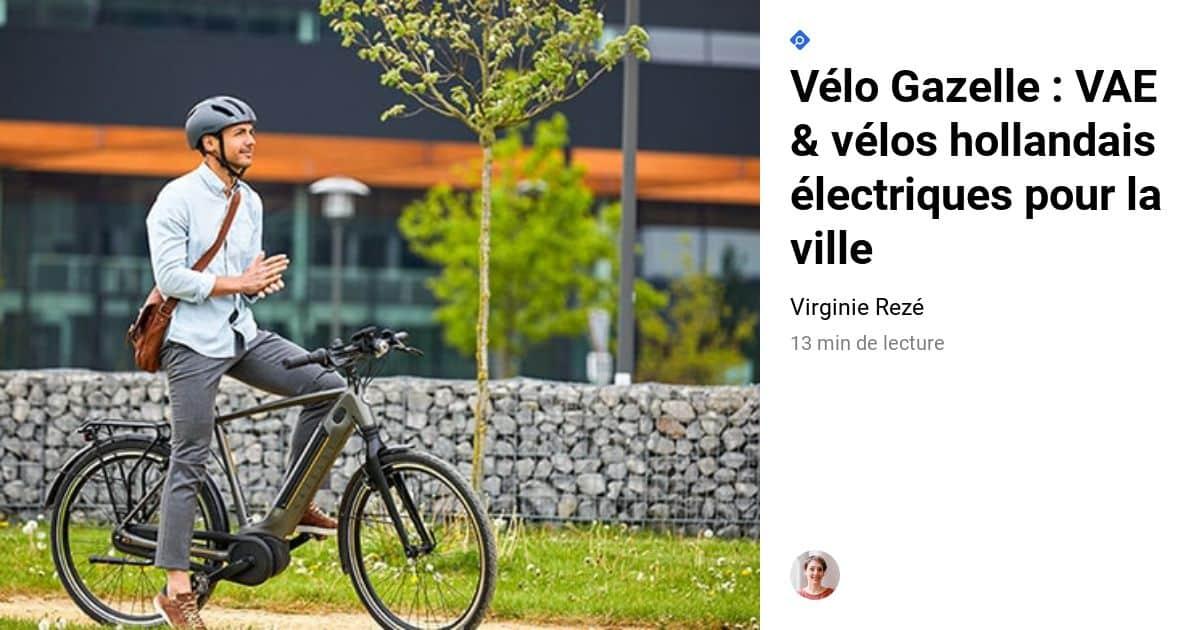 Vélo Gazelle : VAE
& vélos hollandais
électriques pour la
ville
Virginie Rezé
13 min de lecture